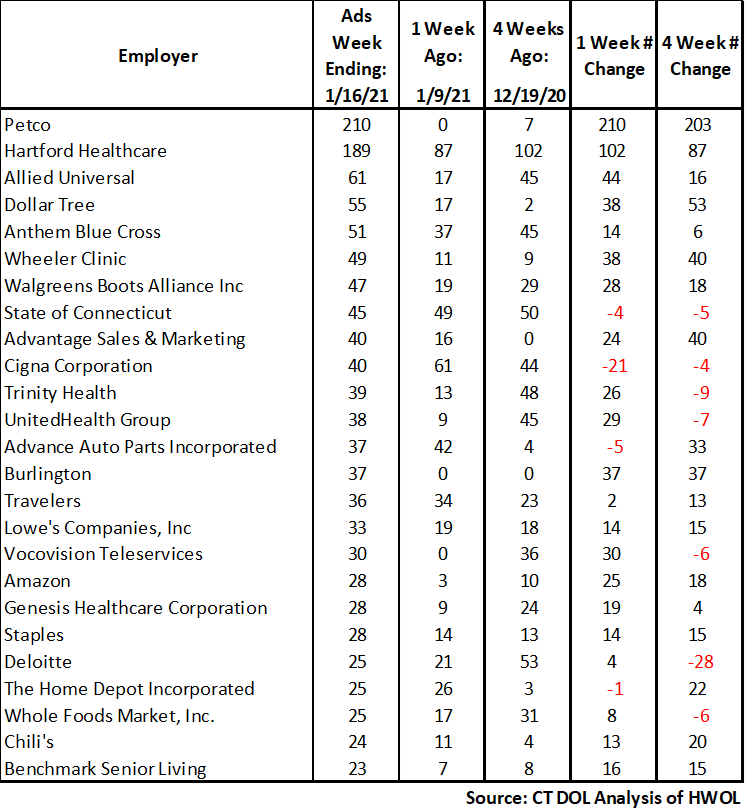 Employer Ads Week Ending: 1/16/21 1 Week Ago: 1/9/21 4 Weeks Ago: 12/19/20 1 Week # Change 4 Week # Change
Petco 210 0 7 210 203
Hartford Healthcare 189 87 102 102 87
Allied Universal 61 17 45 44 16
Dollar Tree 55 17 2 38 53
Anthem Blue Cross 51 37 45 14 6
Wheeler Clinic 49 11 9 38 40
Walgreens Boots Alliance Inc 47 19 29 28 18
State of Connecticut 45 49 50 -4 -5
Advantage Sales & Marketing 40 16 0 24 40
Cigna Corporation 40 61 44 -21 -4
Trinity Health 39 13 48 26 -9
UnitedHealth Group 38 9 45 29 -7
Advance Auto Parts Incorporated 37 42 4 -5 33
Burlington 37 0 0 37 37
Travelers 36 34 23 2 13
Lowe's Companies, Inc 33 19 18 14 15
Vocovision Teleservices 30 0 36 30 -6
Amazon 28 3 10 25 18
Genesis Healthcare Corporation 28 9 24 19 4
Staples 28 14 13 14 15
Deloitte 25 21 53 4 -28
The Home Depot Incorporated 25 26 3 -1 22
Whole Foods Market, Inc. 25 17 31 8 -6
Chili's 24 11 4 13 20
Benchmark Senior Living 23 7 8 16 15
Source: CT DOL Analysis of HWOL